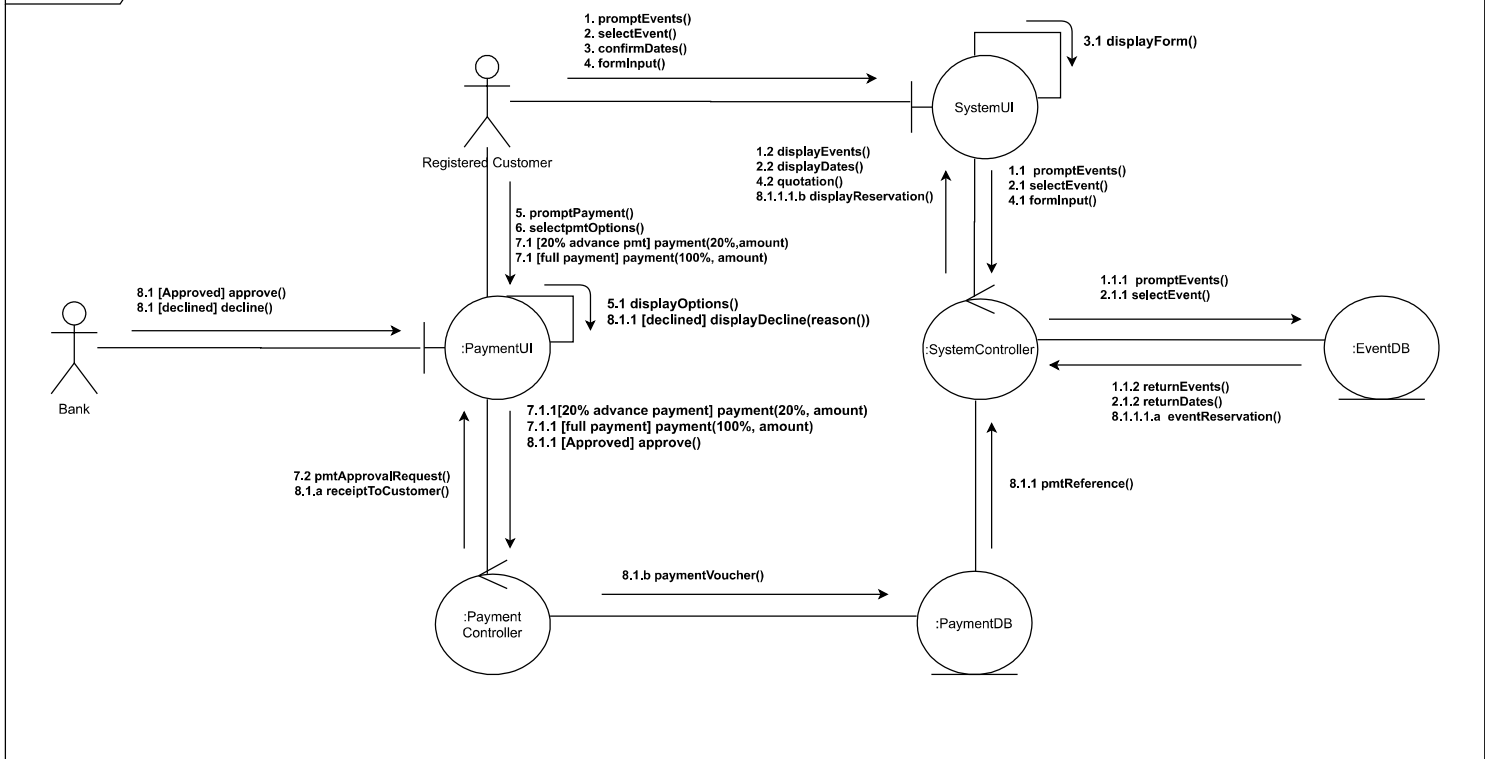 1. promptEvents()
2. selectEvent()
3. confirmDates()
4. formInput()
3.1 displayForm()
SystemUI
Registered Customer
1.2 displayEvents()
2.2 displayDates()
4.2 quotation()
8.1.1.1.b displayReservation()
1.1  promptEvents()
2.1 selectEvent()
4.1 formInput()
5. promptPayment()
6. selectpmtOptions()
7.1 [20% advance pmt] payment(20%,amount)
7.1 [full payment] payment(100%, amount)
8.1 [Approved] approve()
8.1 [declined] decline()
5.1 displayOptions()
8.1.1 [declined] displayDecline(reason())
1.1.1  promptEvents()
2.1.1 selectEvent()
:PaymentUI
:SystemController
:EventDB
Bank
1.1.2 returnEvents()
2.1.2 returnDates()
8.1.1.1.a  eventReservation()
7.1.1[20% advance payment] payment(20%, amount)
7.1.1 [full payment] payment(100%, amount)
8.1.1 [Approved] approve()
7.2 pmtApprovalRequest()
8.1.a receiptToCustomer()
8.1.1 pmtReference()
8.1.b paymentVoucher()
:Payment
Controller
:PaymentDB